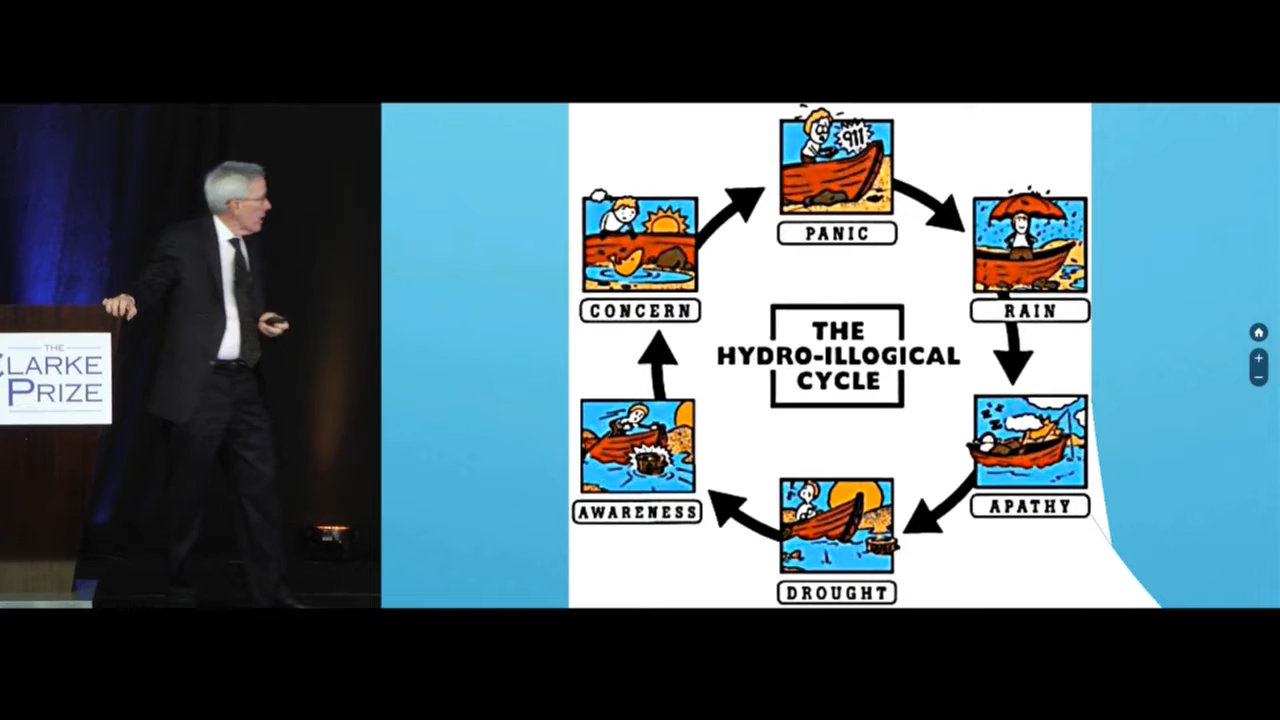 THE
CLARKE
PRIZE
911
PANIC
CONCERN
RAIN
THE
HYDRO-ILLOGICAL
CYCLE
AWARENESS
APATHY
DROUGHT